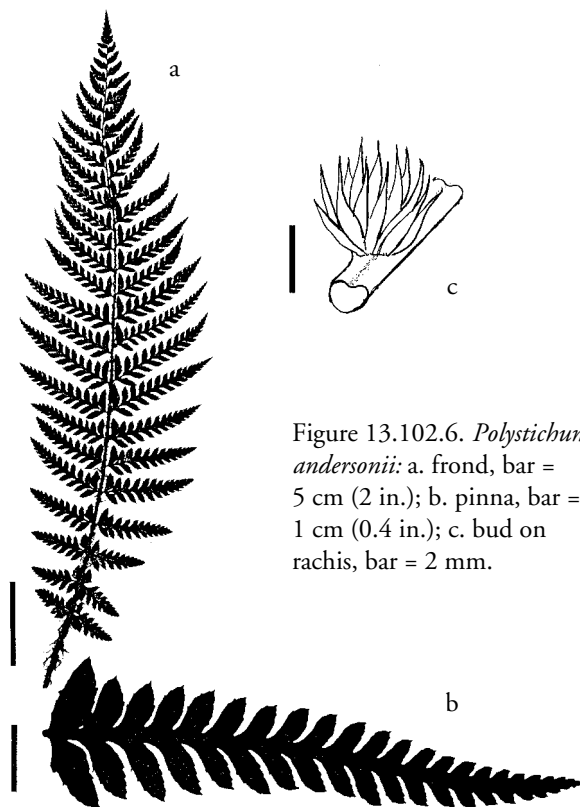 a
c
Figure 13.102.6. Polystichum
andersonii: a. frond, bar =
5 cm (2 in.); b. pinna, bar =
1 cm (0.4 in.); c. bud on
rachis, bar = 2 mm.
b